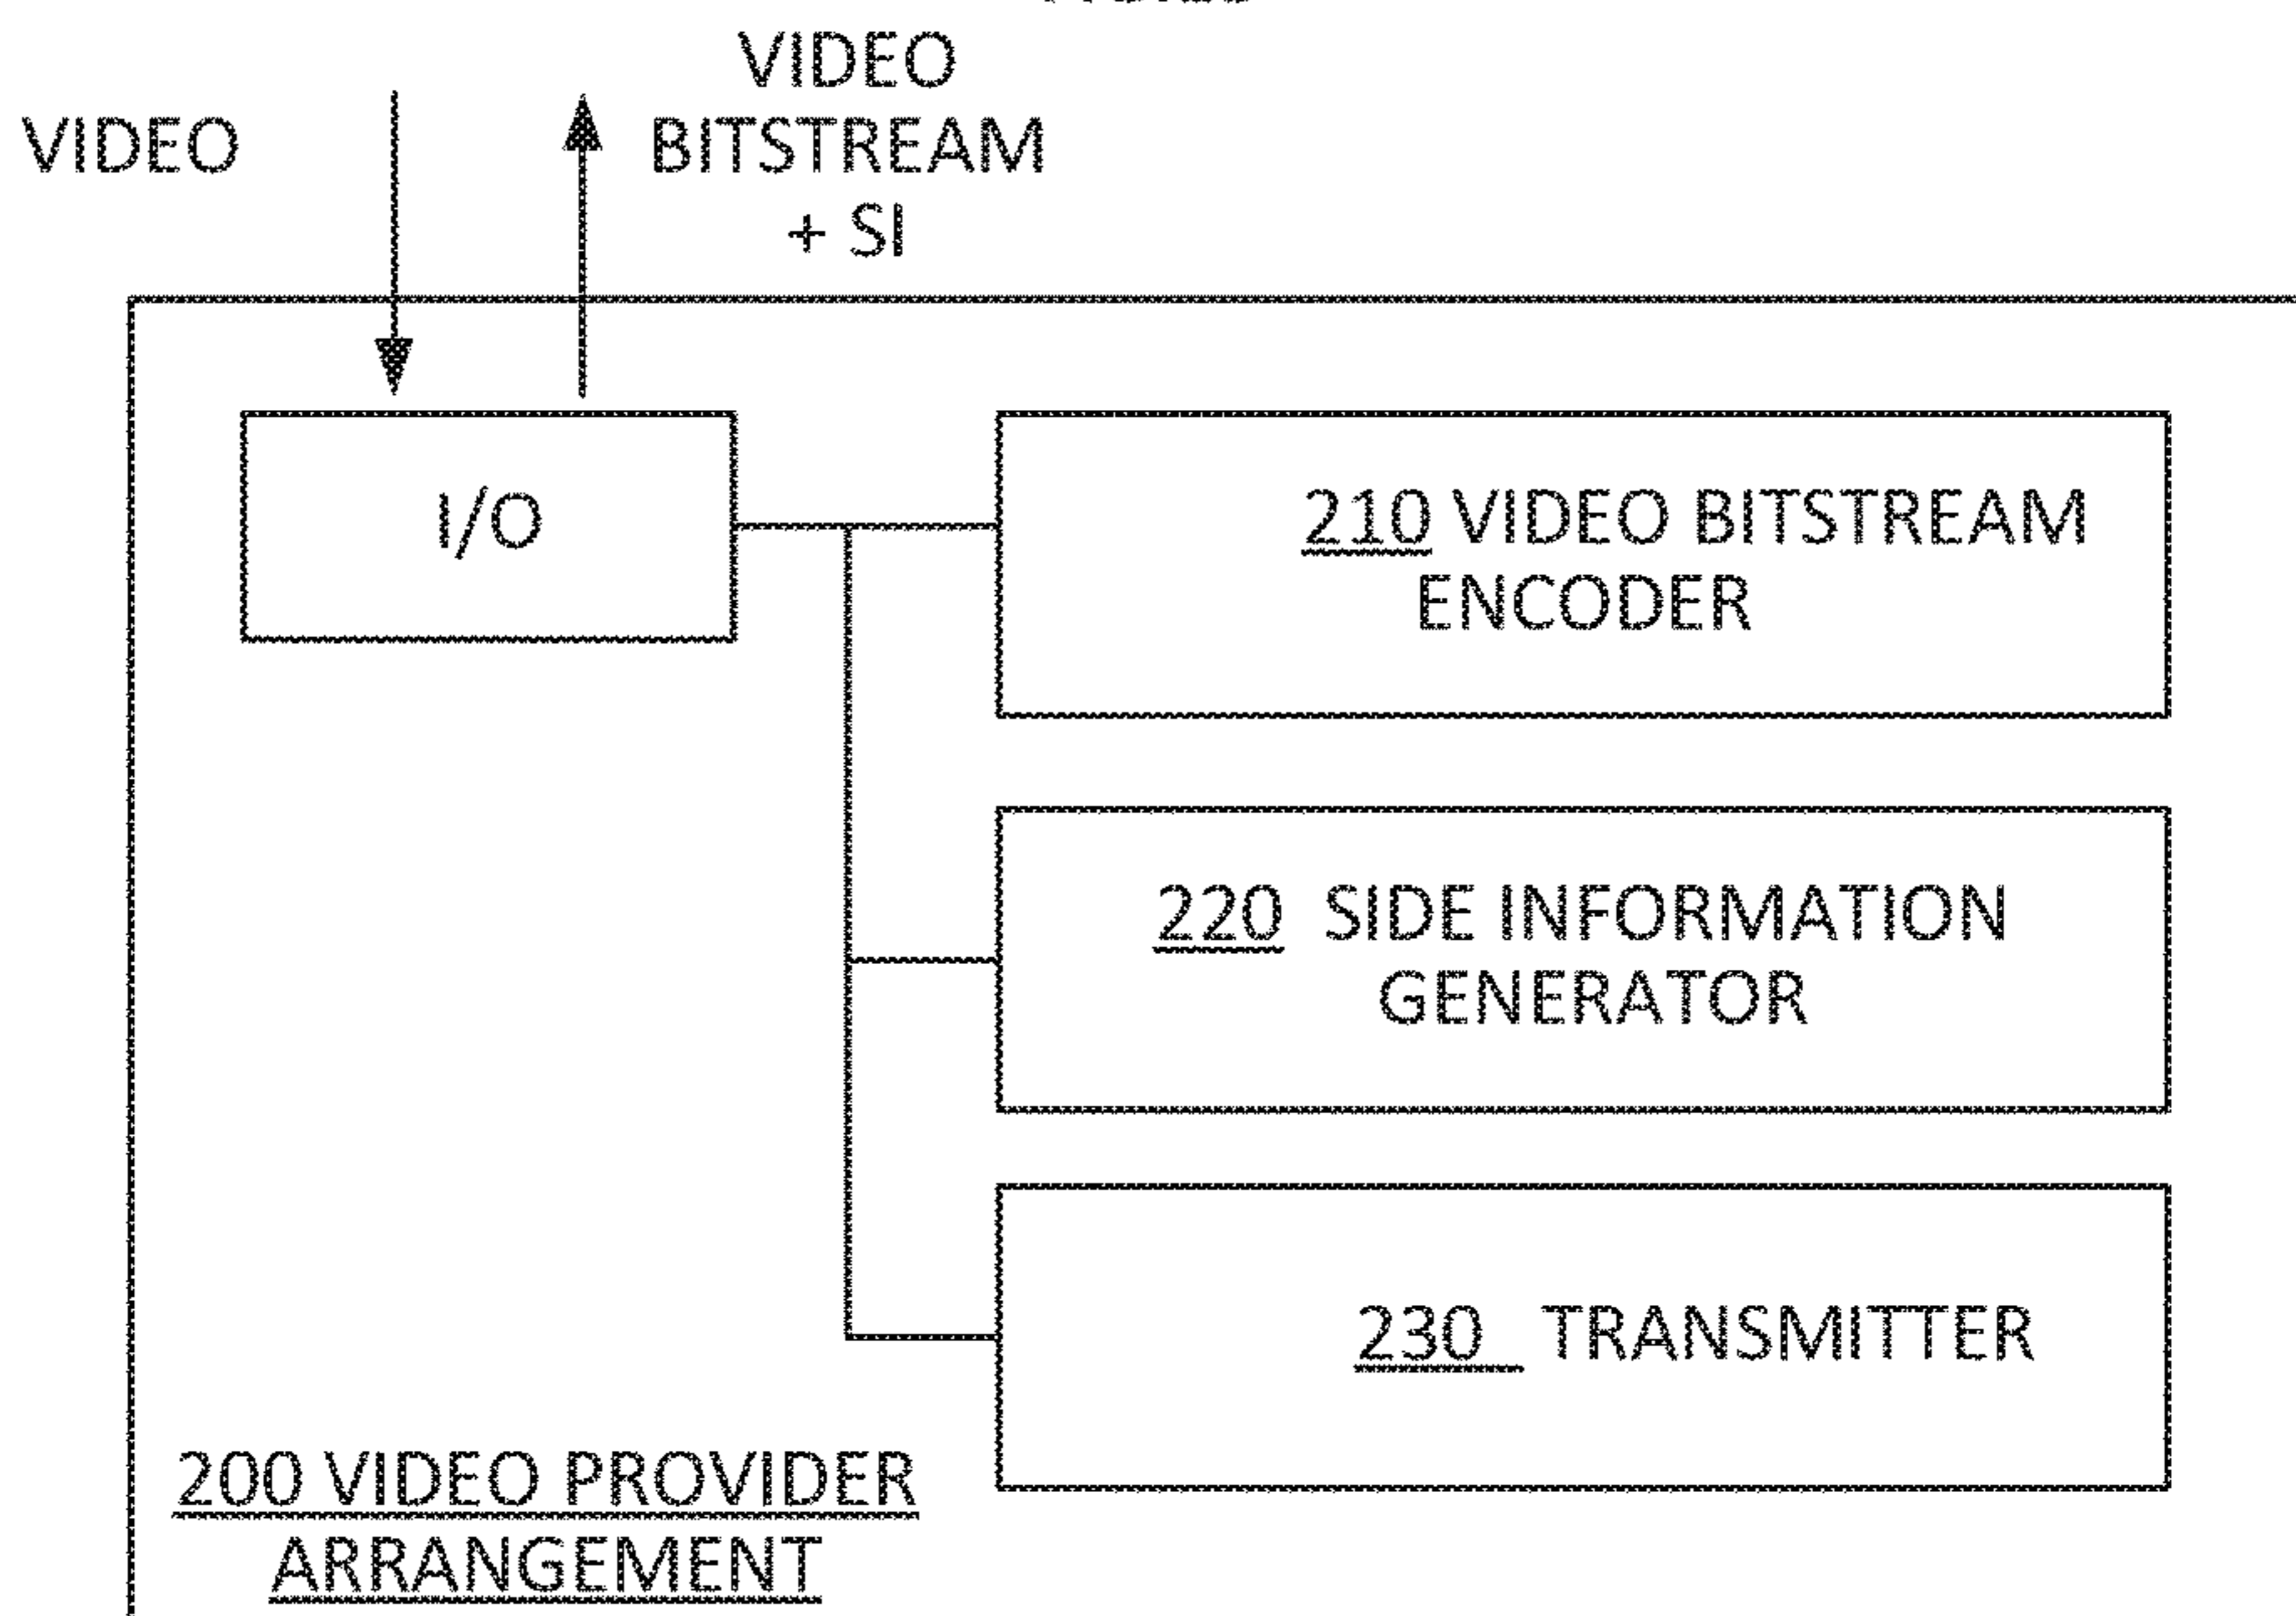 VIDEO
VIDEO
BITSTREAM
+ SI
I/O
210 VIDEO BITSTREAM
ENCODER
220 SIDE INFORMATION
GENERATOR
230 TRANSMITTER
200 VIDEO PROVIDER
ARRANGEMENT